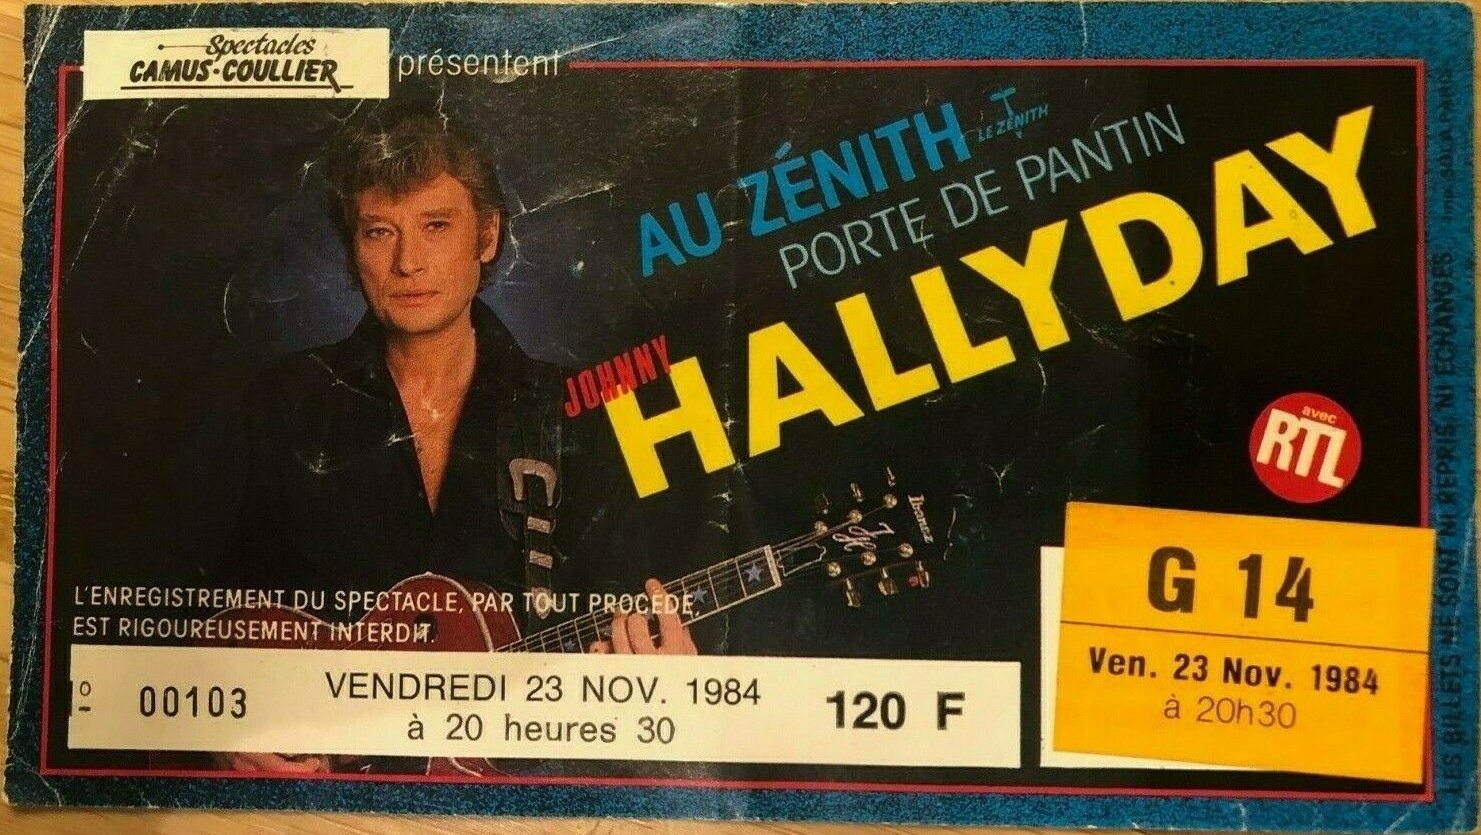 Spectacles
CAMUS·COULLIER
présentent
AU ZÉNITH
LE ZÉNITH
PORTE DE PANTIN
JOHNNY
HALLYDAY
avec
RTL
Ibanez
JH
L'ENREGISTREMENT DU SPECTACLE, PAR TOUT PROCÉDÉ,
EST RIGOUREUSEMENT INTERDIT.
00103
VENDREDI 23 NOV. 1984
à 20 heures 30
120 F
G 14
Ven. 23 Nov. 1984
à 20h30
LES BILLETS NE SONT NI REPRIS, NI ECHANGES